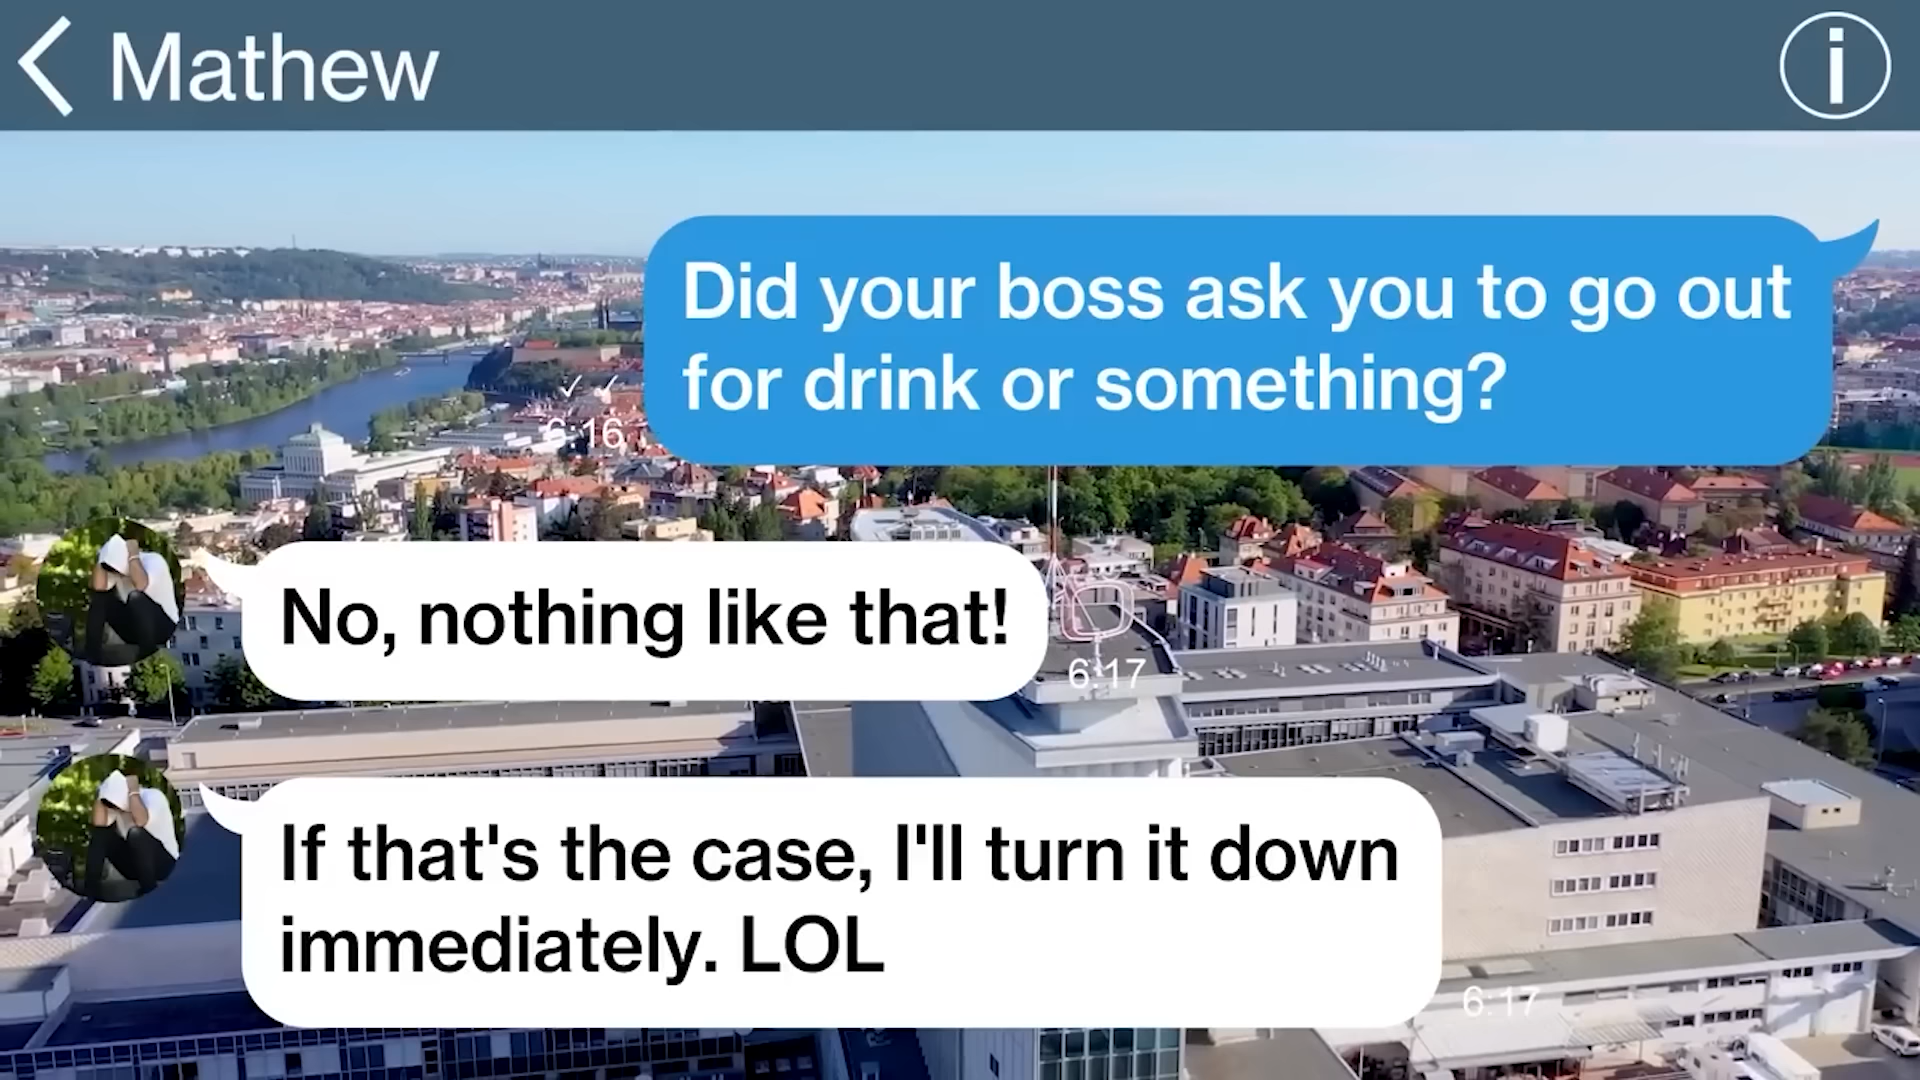 Mathew
Did your boss ask you to go out
for drink or something?
6:16
No, nothing like that!
6:17
If that's the case, I'll turn it down
immediately. LOL
6:17